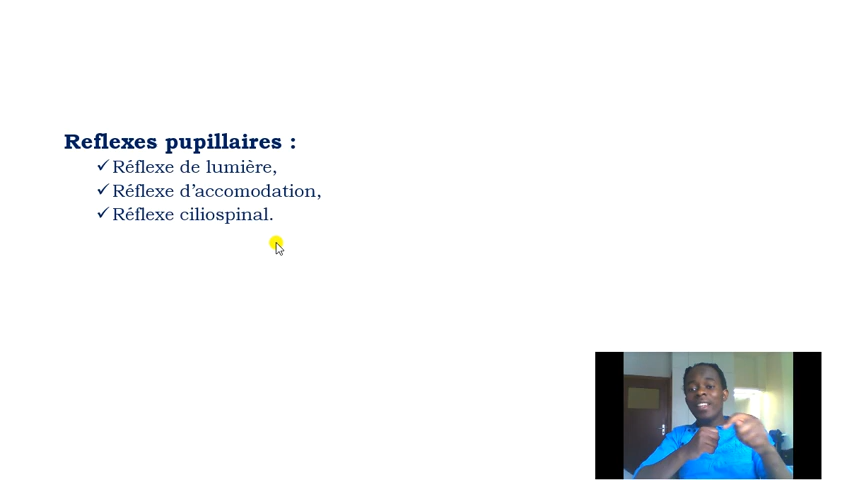 Reflexes pupillaires :
✓Réflexe de lumière,
✓Réflexe d’accomodation,
✓Réflexe ciliospinal.